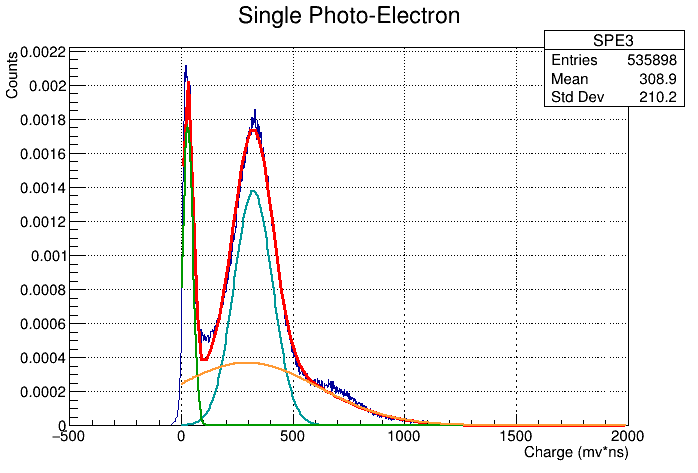 Single Photo-Electron
SPE3
Entries 535898
Mean 308.9
Std Dev 210.2
Counts
0.0022
0.002
0.0018
0.0016
0.0014
0.0012
0.001
0.0008
0.0006
0.0004
0.0002
0
−500 0 500 1000 1500 2000
Charge (mv*ns)